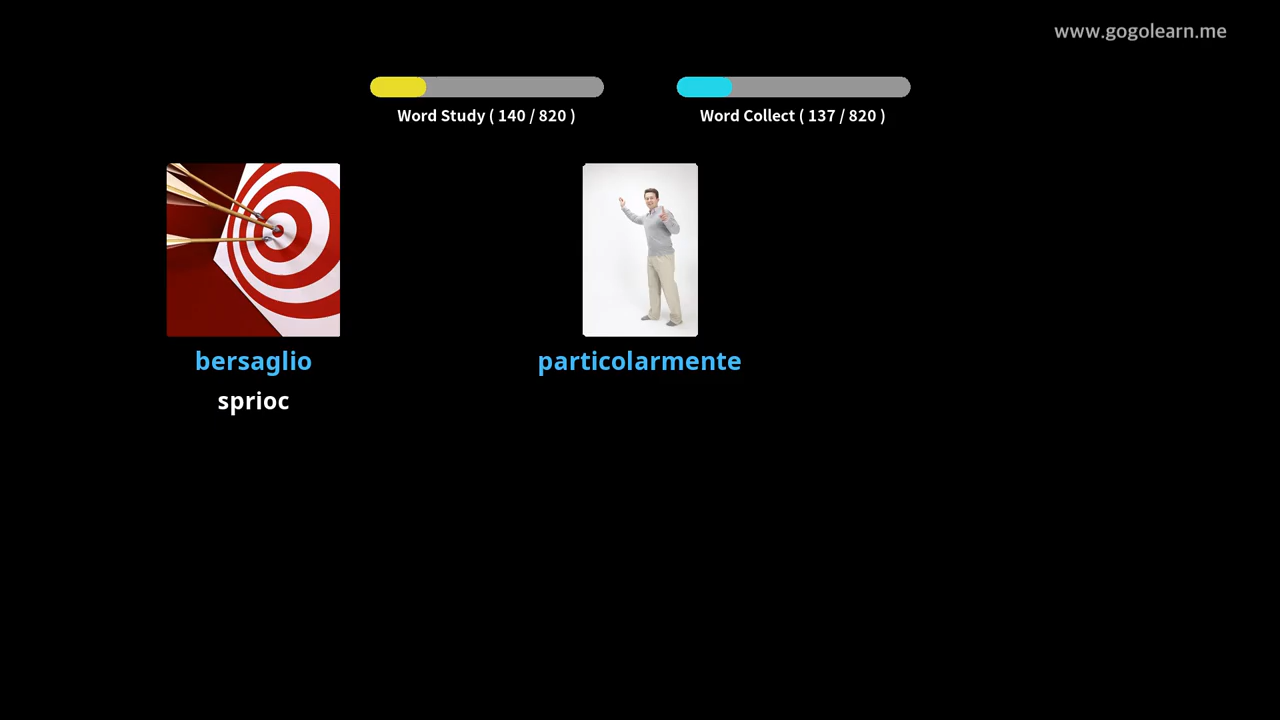 www.gogolearn.me
Word Study ( 140 / 820 )
Word Collect ( 137 / 820 )
bersaglio
particolarmente
sprioc